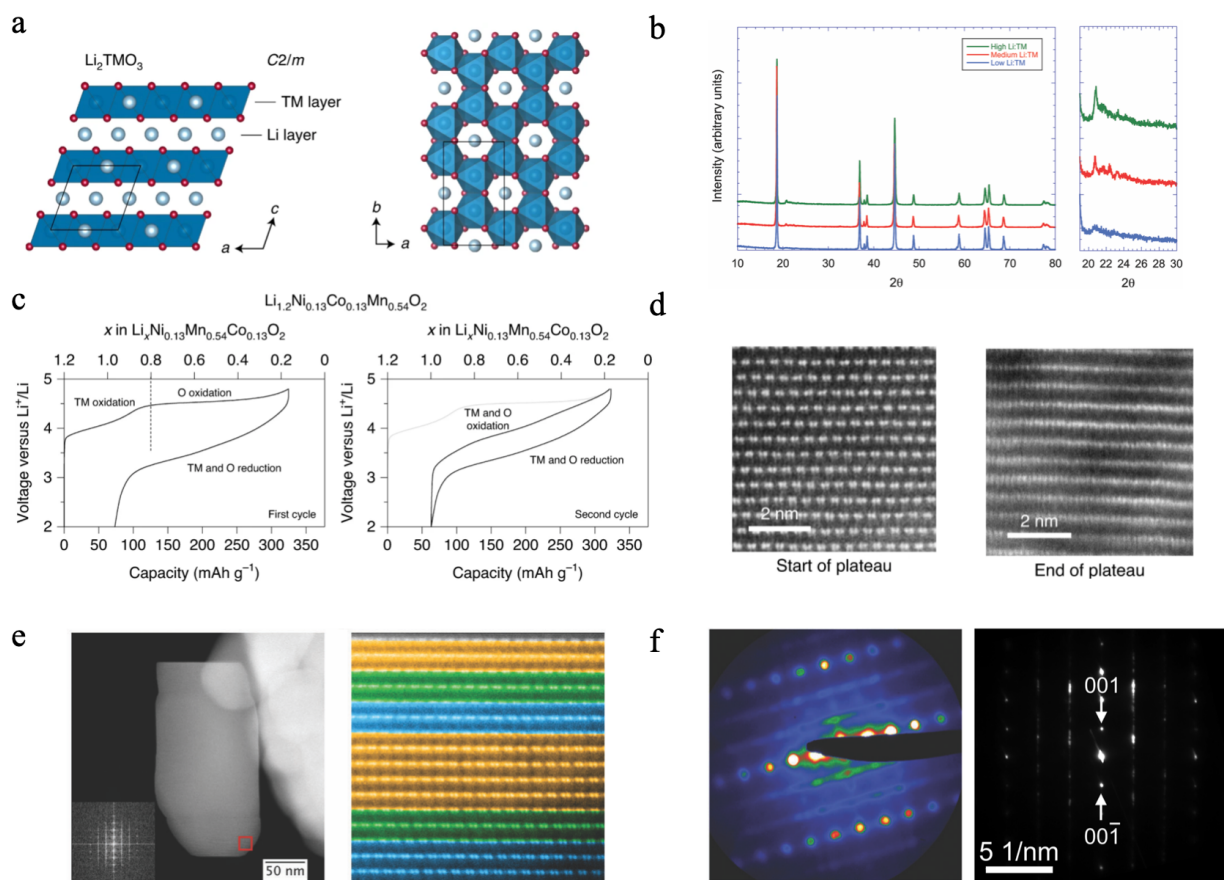 a
Li₂TMO₃
C2/m
TM layer
Li layer
c
a
b
a
b
High Li:TM
Medium Li:TM
Low Li:TM
Intensity (arbitrary units)
10 20 30 40 50 60 70 80
2θ
20 22 24 26 28 30
2θ
c
Li₁.₂Ni₀.₁₃Co₀.₁₃Mn₀.₅₄O₂
x in LiₓNi₀.₁₃Mn₀.₅₄Co₀.₁₃O₂
1.2 1.0 0.8 0.6 0.4 0.2 0
Voltage versus Li⁺/Li
5
4
3
2
TM oxidation
O oxidation
TM and O reduction
First cycle
0 50 100 150 200 250 300 350
Capacity (mAh g⁻¹)
x in LiₓNi₀.₁₃Mn₀.₅₄Co₀.₁₃O₂
1.2 1.0 0.8 0.6 0.4 0.2 0
Voltage versus Li⁺/Li
5
4
3
2
TM and O
oxidation
TM and O reduction
Second cycle
0 50 100 150 200 250 300 350
Capacity (mAh g⁻¹)
d
2 nm
Start of plateau
2 nm
End of plateau
e
50 nm
f
001
001̄
5 1/nm